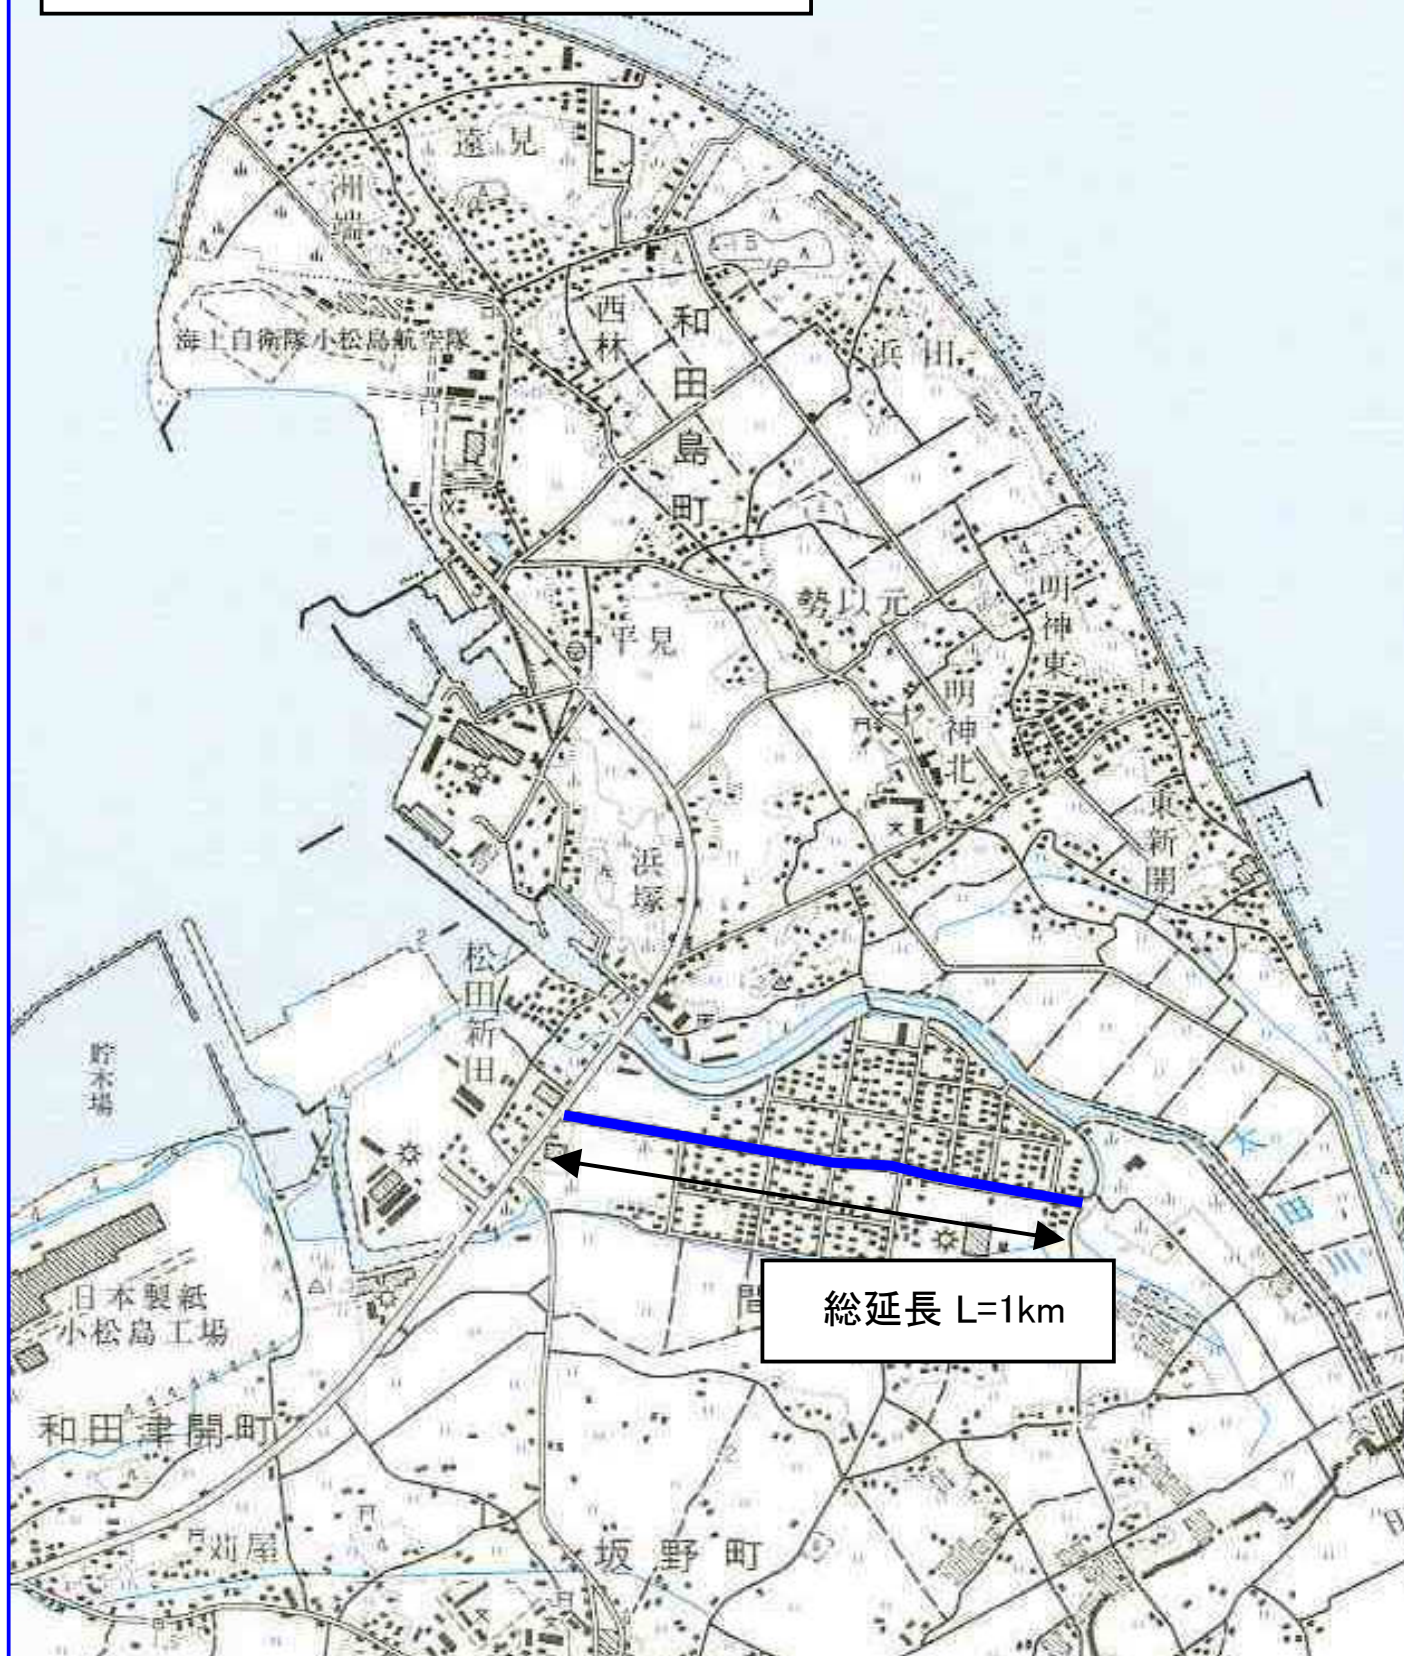 遠見
洲端
西林
和田島町
浜田
海上自衛隊小松島航空隊
勢以元
明神東
平見
明神北
東新開
浜塚
松田新田
貯木場
太田川
日本製紙
小松島工場
間
総延長 L=1km
和田津開町
苅屋
坂野町